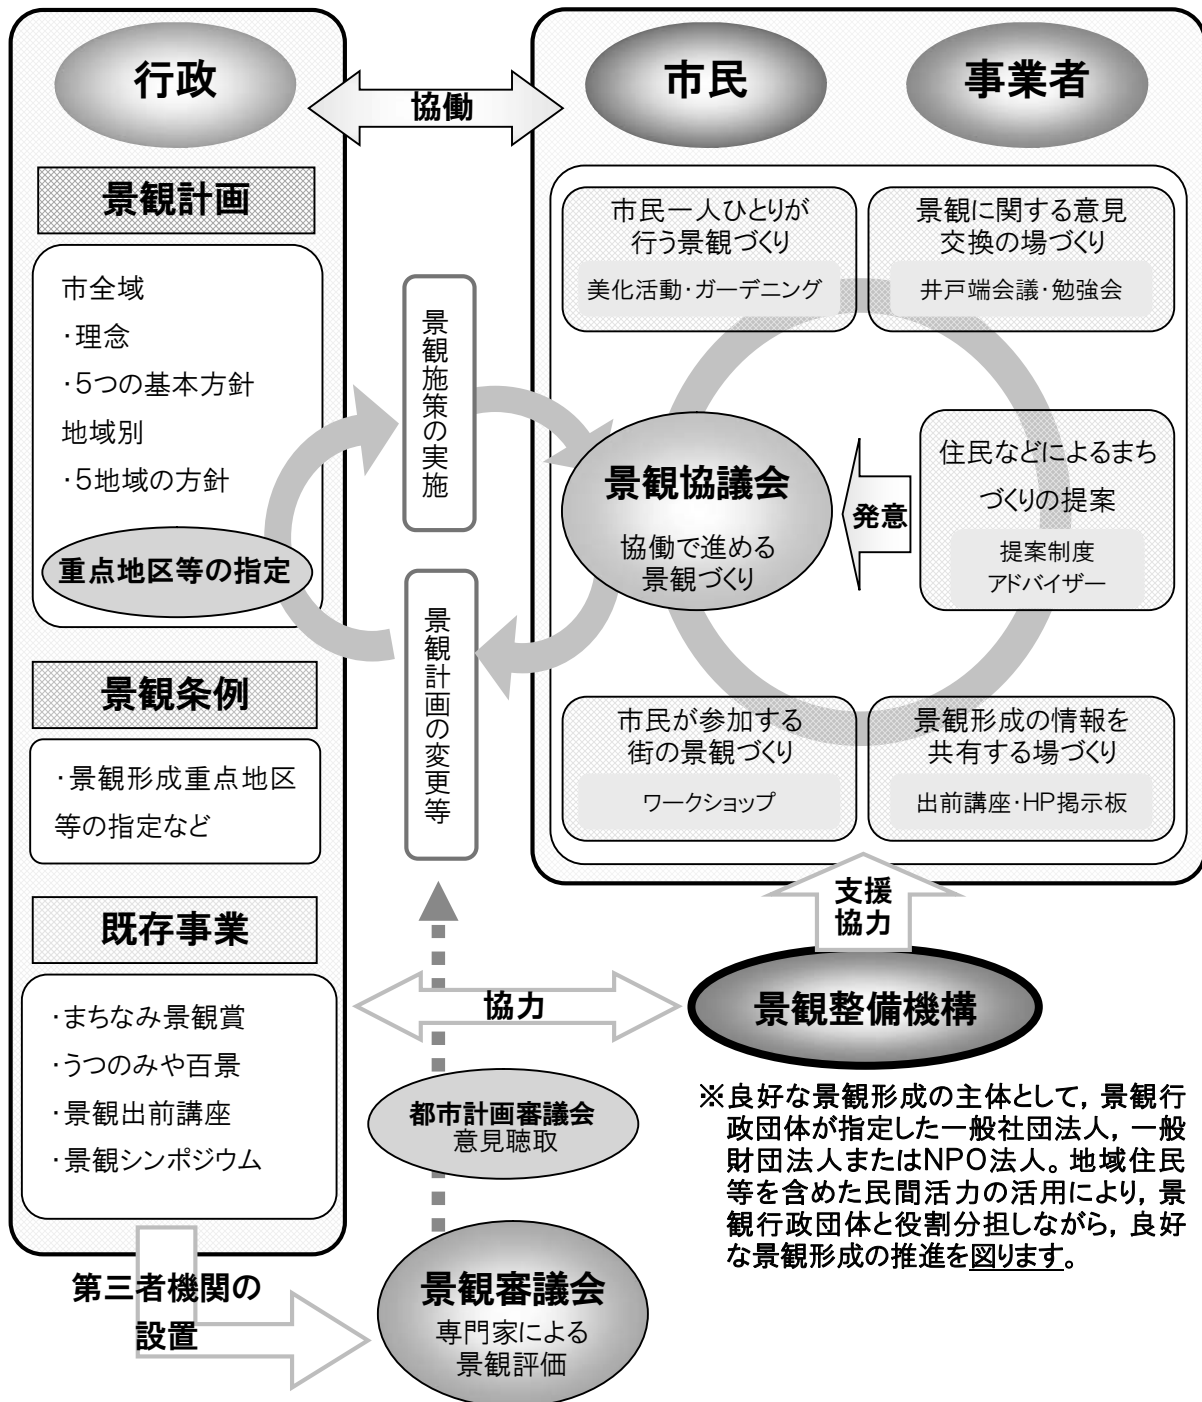 行政
協働
市民
事業者
景観計画
市全域
・理念
・5つの基本方針
地域別
・5地域の方針
重点地区等の指定
景観条例
・景観形成重点地区
等の指定など
既存事業
・まちなみ景観賞
・うつのみや百景
・景観出前講座
・景観シンポジウム
第三者機関の
設置
景観施策の実施
景観計画の変更等
市民一人ひとりが
行う景観づくり
美化活動・ガーデニング
景観に関する意見
交換の場づくり
井戸端会議・勉強会
景観協議会
協働で進める
景観づくり
発意
住民などによるまち
づくりの提案
提案制度
アドバイザー
市民が参加する
街の景観づくり
ワークショップ
景観形成の情報を
共有する場づくり
出前講座・HP掲示板
支援
協力
協力
景観整備機構
※良好な景観形成の主体として，景観行
政団体が指定した一般社団法人，一般
財団法人またはNPO法人。地域住民
等を含めた民間活力の活用により，景
観行政団体と役割分担しながら，良好
な景観形成の推進を図ります。
都市計画審議会
意見聴取
景観審議会
専門家による
景観評価